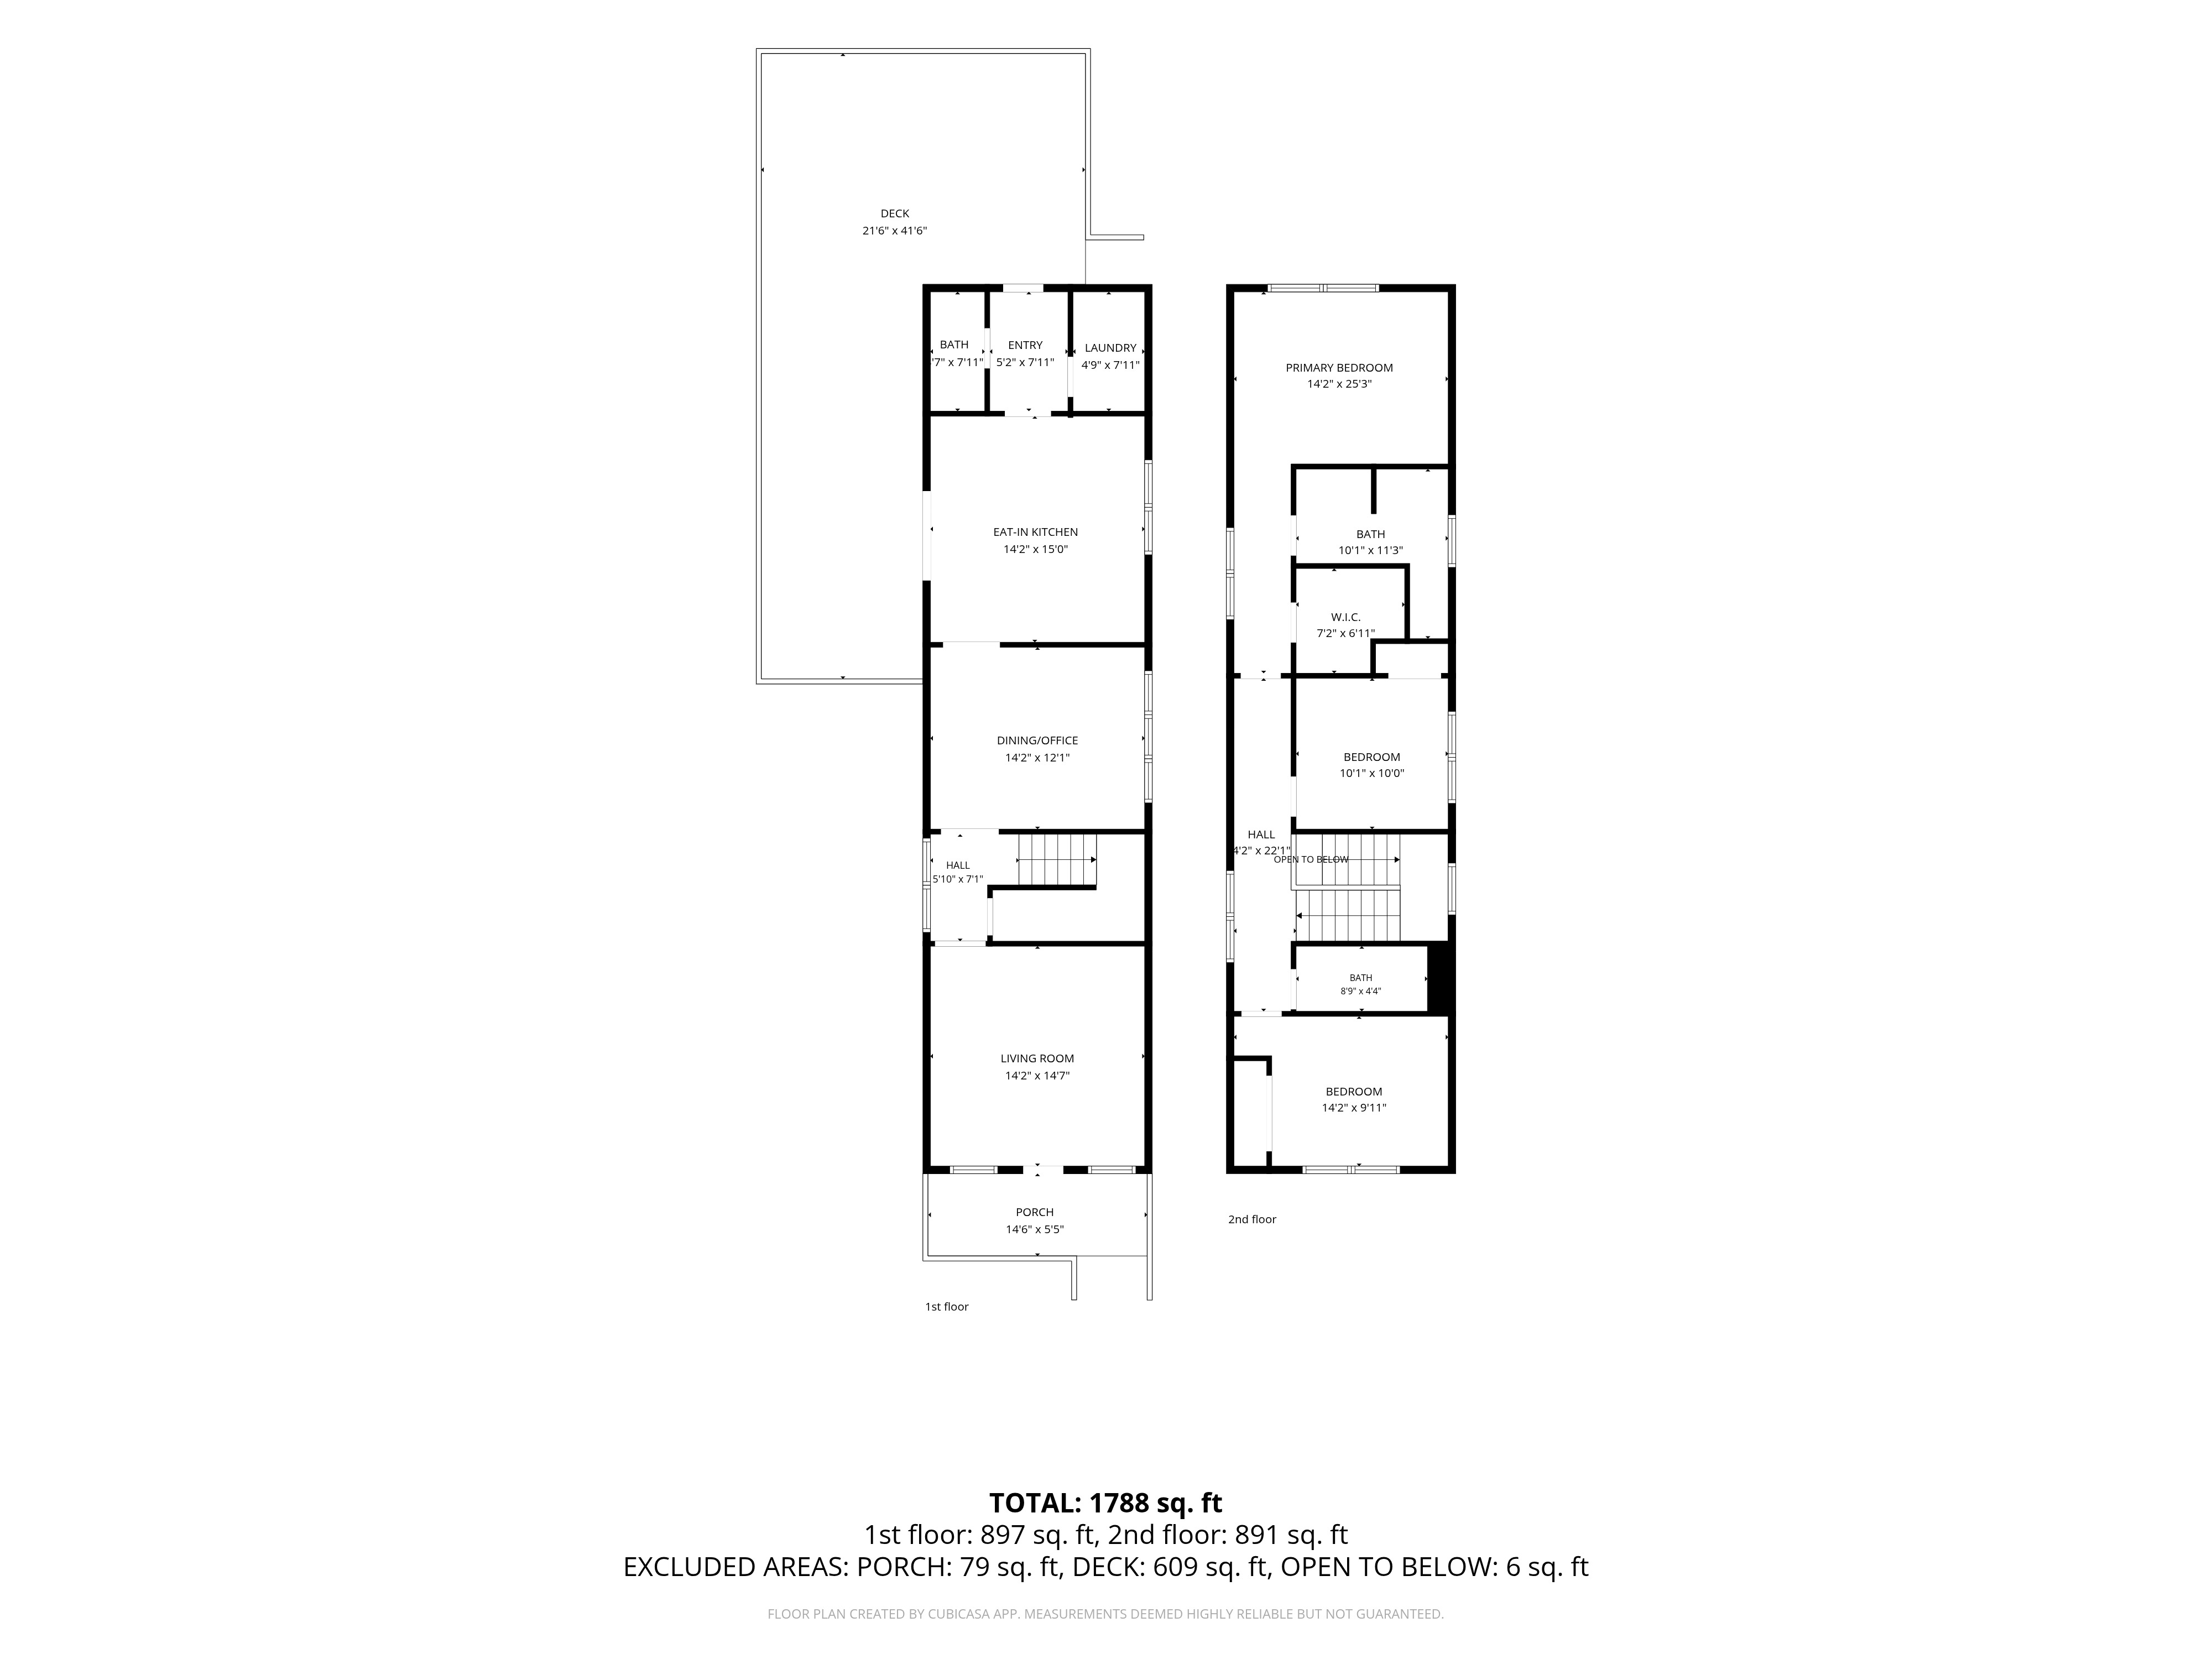 DECK
21'6" x 41'6"
BATH
'7" x 7'11"
ENTRY
5'2" x 7'11"
LAUNDRY
4'9" x 7'11"
EAT-IN KITCHEN
14'2" x 15'0"
DINING/OFFICE
14'2" x 12'1"
HALL
5'10" x 7'1"
LIVING ROOM
14'2" x 14'7"
PORCH
14'6" x 5'5"
1st floor
PRIMARY BEDROOM
14'2" x 25'3"
BATH
10'1" x 11'3"
W.I.C.
7'2" x 6'11"
BEDROOM
10'1" x 10'0"
HALL
4'2" x 22'1"
OPEN TO BELOW
BATH
8'9" x 4'4"
BEDROOM
14'2" x 9'11"
2nd floor
TOTAL: 1788 sq. ft
1st floor: 897 sq. ft, 2nd floor: 891 sq. ft
EXCLUDED AREAS: PORCH: 79 sq. ft, DECK: 609 sq. ft, OPEN TO BELOW: 6 sq. ft
FLOOR PLAN CREATED BY CUBICASA APP. MEASUREMENTS DEEMED HIGHLY RELIABLE BUT NOT GUARANTEED.